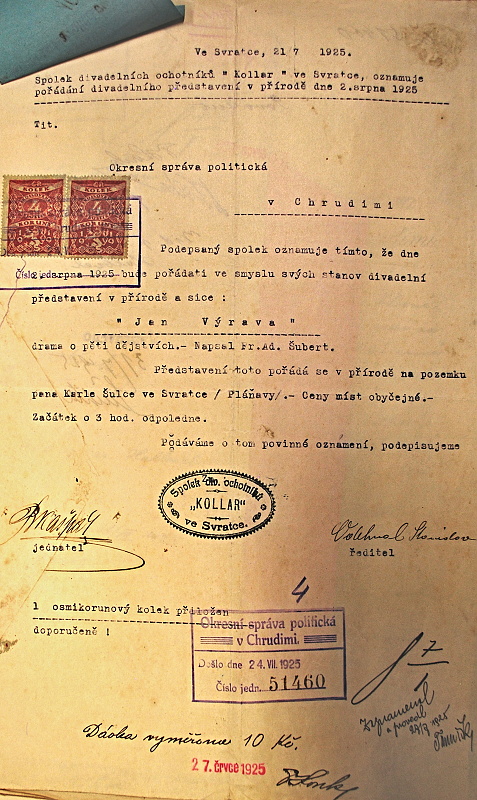 Ve Svratce, 21 7 1925.
Spolek divadelních ochotníků " Kollar " ve Svratce, oznamuje
pořádání divadelního představení v přírodě dne 2.srpna 1925
Tit.
Okresní správa politická
v Chrudimi
KOLEK KOLEK
4
KORUNY
Podepsaný spolek oznamuje tímto, že dne
2.srpna 1925 bude pořádati ve smyslu svých stanov divadelní
představení v přírodě a sice :
" Jan Výrava "
drama o pěti dějstvích.- Napsal Fr.Ad. Šubert.
Představení toto pořádá se v přírodě na pozemku
pana Karle Šulce ve Svratce / Pláňavy/.- Ceny míst obyčejné.-
Začátek o 3 hod. odpoledne.
Podáváme o tom povinné oznámení, podepisujeme
Spolek div. ochotníků
„KOLLAR"
ve Svratce.
jednatel
ředitel
4
1 osmikorunový kolek přiložen
doporučeně !
Okresní správa politická
v Chrudimi.
Došlo dne 24. VII. 1925
Číslo jedn. 51460
Dávka vyměřena 10 Kč.
27. čvce 1925